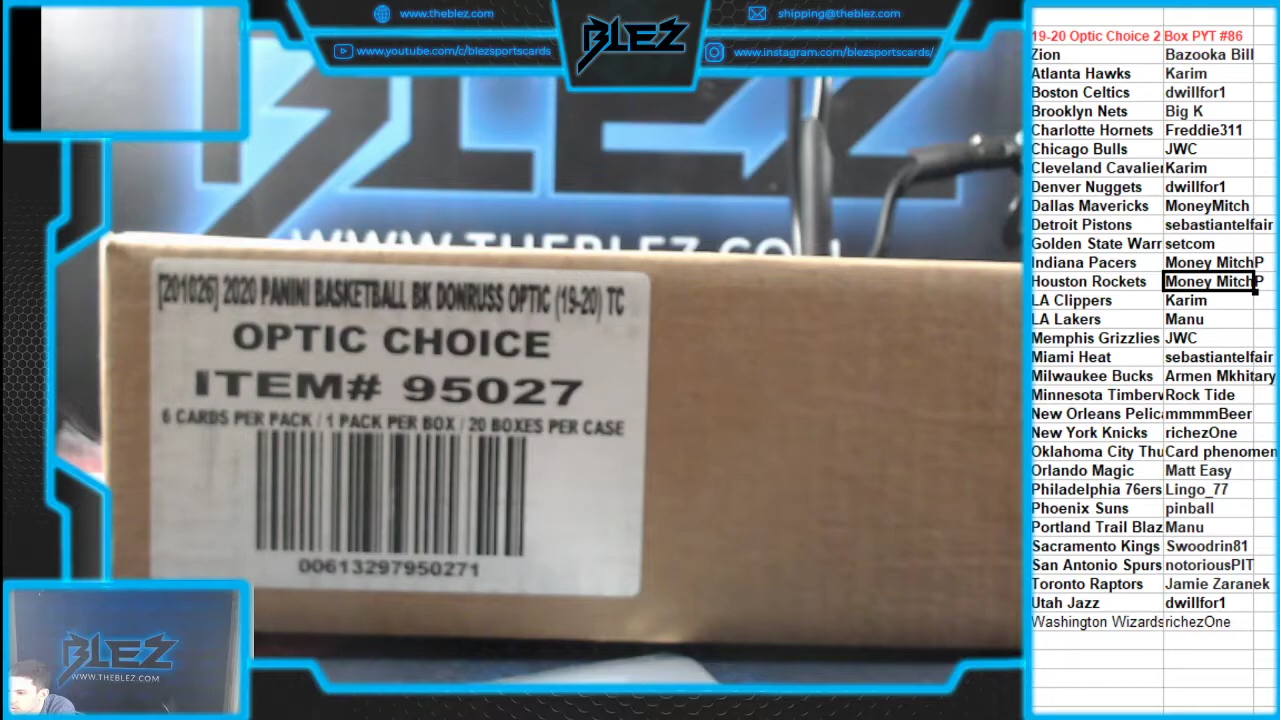 www.theblez.com
shipping@theblez.com
www.youtube.com/c/blezsportscards
www.instagram.com/blezsportscards/
BLEZ
BLEZ
WWW.THEBLEZ.COM
[201026] 2020 PANINI BASKETBALL BK DONRUSS OPTIC (19-20) TC
OPTIC CHOICE
ITEM# 95027
6 CARDS PER PACK / 1 PACK PER BOX / 20 BOXES PER CASE
00613297950271
BLEZ
WWW.THEBLEZ.COM
19-20 Optic Choice 2 Box PYT #86
Zion Bazooka Bill
Atlanta Hawks Karim
Boston Celtics dwillfor1
Brooklyn Nets Big K
Charlotte Hornets Freddie311
Chicago Bulls JWC
Cleveland Cavalier Karim
Denver Nuggets dwillfor1
Dallas Mavericks MoneyMitch
Detroit Pistons sebastiantelfair
Golden State Warr setcom
Indiana Pacers Money MitchP
Houston Rockets Money MitchP
LA Clippers Karim
LA Lakers Manu
Memphis Grizzlies JWC
Miami Heat sebastiantelfair
Milwaukee Bucks Armen Mkhitary
Minnesota Timberv Rock Tide
New Orleans Pelica mmmmBeer
New York Knicks richezOne
Oklahoma City Thu Card phenomen
Orlando Magic Matt Easy
Philadelphia 76ers Lingo_77
Phoenix Suns pinball
Portland Trail Blaz Manu
Sacramento Kings Swoodrin81
San Antonio Spurs notoriousPIT
Toronto Raptors Jamie Zaranek
Utah Jazz dwillfor1
Washington Wizards richezOne